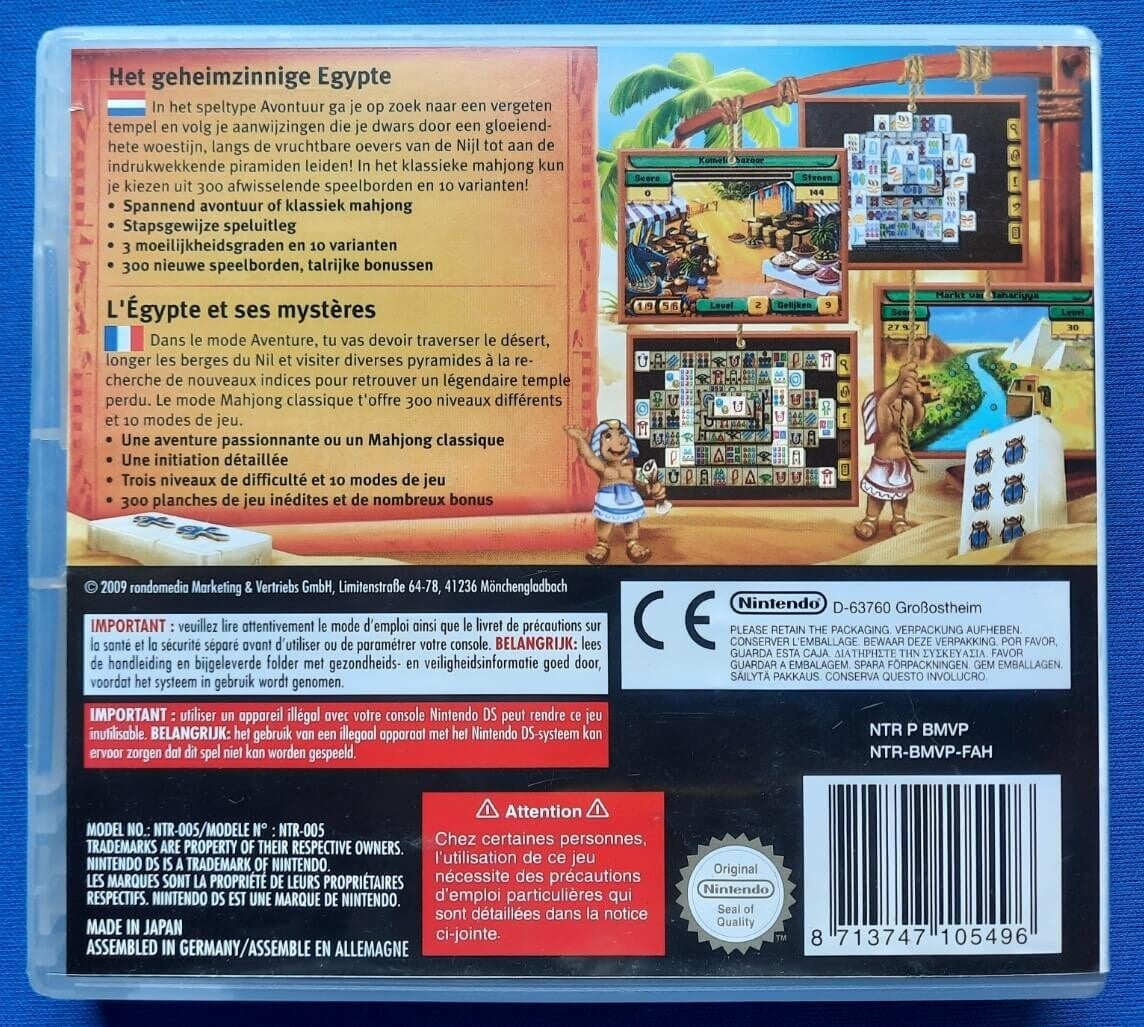 Het geheimzinnige Egypte
In het speltype Avontuur ga je op zoek naar een vergeten
tempel en volg je aanwijzingen die je dwars door een gloeiend-
hete woestijn, langs de vruchtbare oevers van de Nijl tot aan de
indrukwekkende piramiden leiden! In het klassieke mahjong kun
je kiezen uit 300 afwisselende speelborden en 10 varianten!
• Spannend avontuur of klassiek mahjong
• Stapsgewijze speluitleg
• 3 moeilijkheidsgraden en 10 varianten
• 300 nieuwe speelborden, talrijke bonussen
L'Égypte et ses mystères
Dans le mode Aventure, tu vas devoir traverser le désert,
longer les berges du Nil et visiter diverses pyramides à la re-
cherche de nouveaux indices pour retrouver un légendaire temple
perdu. Le mode Mahjong classique t'offre 300 niveaux différents
et 10 modes de jeu.
• Une aventure passionnante ou un Mahjong classique
• Une initiation détaillée
• Trois niveaux de difficulté et 10 modes de jeu
• 300 planches de jeu inédites et de nombreux bonus
Score Stenen
0 144
1/9 5/6 Level 2 Gelijken 9
Markt van
Level
30
© 2009 rondomedia Marketing & Vertriebs GmbH, Limitenstraße 64-78, 41236 Mönchengladbach
IMPORTANT : veuillez lire attentivement le mode d'emploi ainsi que le livret de précautions sur
la santé et la sécurité séparé avant d'utiliser ou de paramétrer votre console. BELANGRIJK: lees
de handleiding en bijgeleverde folder met gezondheids- en veiligheidsinformatie goed door,
voordat het systeem in gebruik wordt genomen.
IMPORTANT : utiliser un appareil illégal avec votre console Nintendo DS peut rendre ce jeu
inutilisable. BELANGRIJK: het gebruik van een illegaal apparaat met het Nintendo DS-systeem kan
ervoor zorgen dat dit spel niet kan worden gespeeld.
CE
Nintendo D-63760 Großostheim
PLEASE RETAIN THE PACKAGING. VERPACKUNG AUFHEBEN.
CONSERVER L'EMBALLAGE. BEWAAR DEZE VERPAKKING. POR FAVOR,
GUARDA ESTA CAJA. ΔΙΑΤΗΡΗΣΤΕ ΤΗΝ ΣΥΣΚΕΥΑΣΙΑ. FAVOR
GUARDAR A EMBALAGEM. SPARA FÖRPACKNINGEN. GEM EMBALLAGEN.
SÄILYTÄ PAKKAUS. CONSERVA QUESTO INVOLUCRO.
NTR P BMVP
NTR-BMVP-FAH
MODEL NO.: NTR-005/MODELE N° : NTR-005
TRADEMARKS ARE PROPERTY OF THEIR RESPECTIVE OWNERS.
NINTENDO DS IS A TRADEMARK OF NINTENDO.
LES MARQUES SONT LA PROPRIÉTÉ DE LEURS PROPRIÉTAIRES
RESPECTIFS. NINTENDO DS EST UNE MARQUE DE NINTENDO.
MADE IN JAPAN
ASSEMBLED IN GERMANY/ASSEMBLE EN ALLEMAGNE
Attention
Chez certaines personnes,
l'utilisation de ce jeu
nécessite des précautions
d'emploi particulières qui
sont détaillées dans la notice
ci-jointe.
Original
Nintendo
Seal of
Quality
TM
8 713747 105496